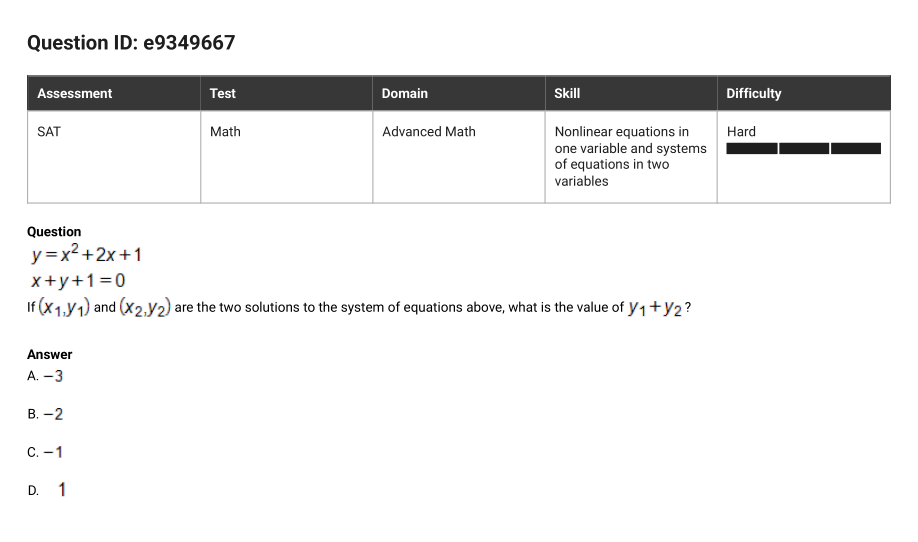 Question ID: e9349667
Assessment Test Domain Skill Difficulty
SAT Math Advanced Math Nonlinear equations in one variable and systems of equations in two variables Hard
Question
y=x²+2x+1
x+y+1=0
If (x₁,y₁) and (x₂,y₂) are the two solutions to the system of equations above, what is the value of y₁+y₂?
Answer
A. −3
B. −2
C. −1
D. 1